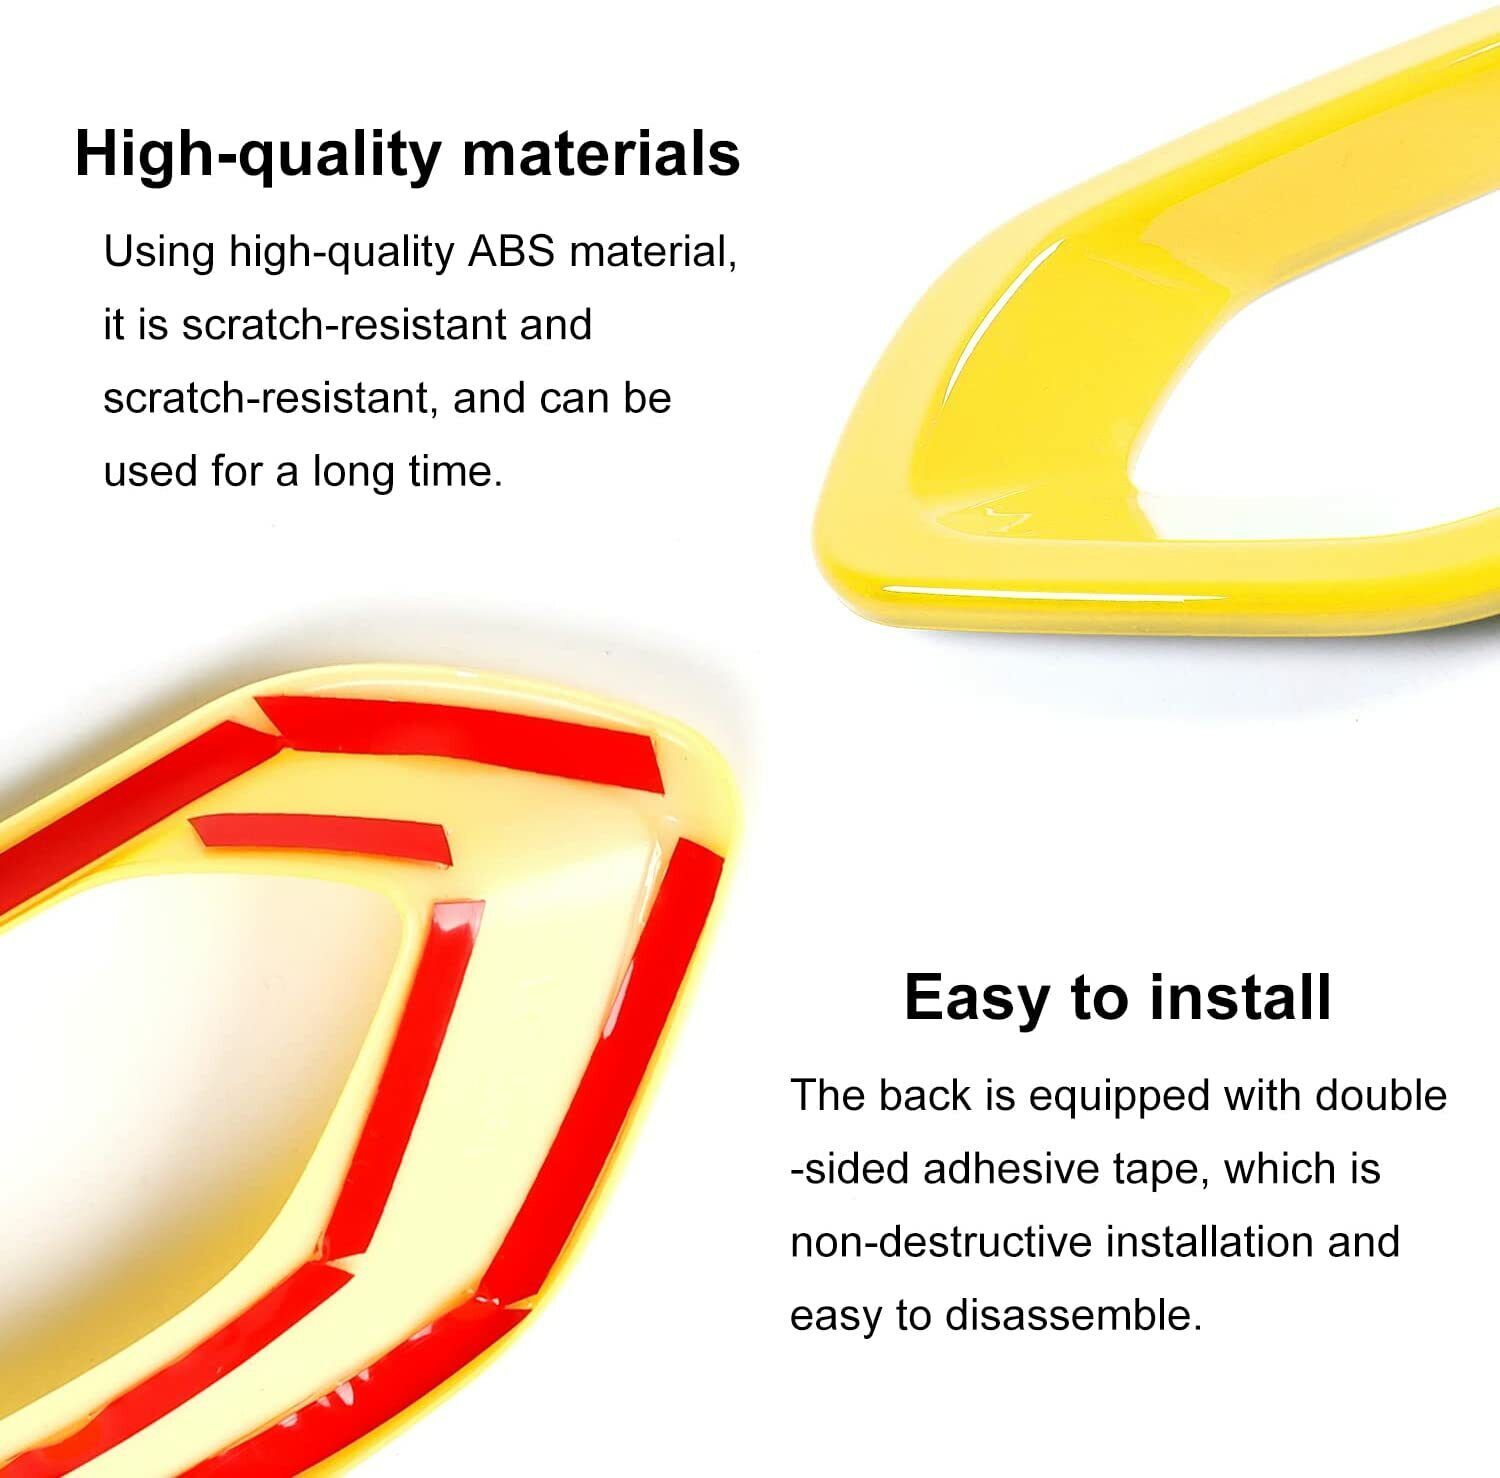 High-quality materials
Using high-quality ABS material,
it is scratch-resistant and
scratch-resistant, and can be
used for a long time.
Easy to install
The back is equipped with double
-sided adhesive tape, which is
non-destructive installation and
easy to disassemble.